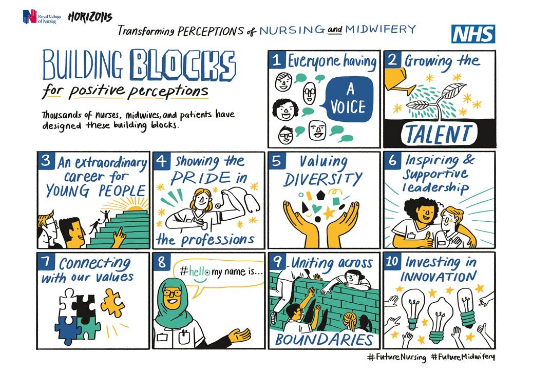 Royal College
of Nursing
HORIZONS
Transforming PERCEPTIONS of NURSING and MIDWIFERY
NHS
BUILDING BLOCKS
for positive perceptions
Thousands of nurses, midwives, and patients have
designed these building blocks.
1 Everyone having
A
VOICE
2 Growing the
TALENT
3 An extraordinary
career for
YOUNG PEOPLE
4 Showing the
PRIDE in
the professions
5 Valuing
DIVERSITY
6 Inspiring &
supportive
leadership
7 Connecting
with our values
8
#hello my name is...
9 Uniting across
BOUNDARIES
10 Investing in
INNOVATION
#FutureNursing #FutureMidwifery